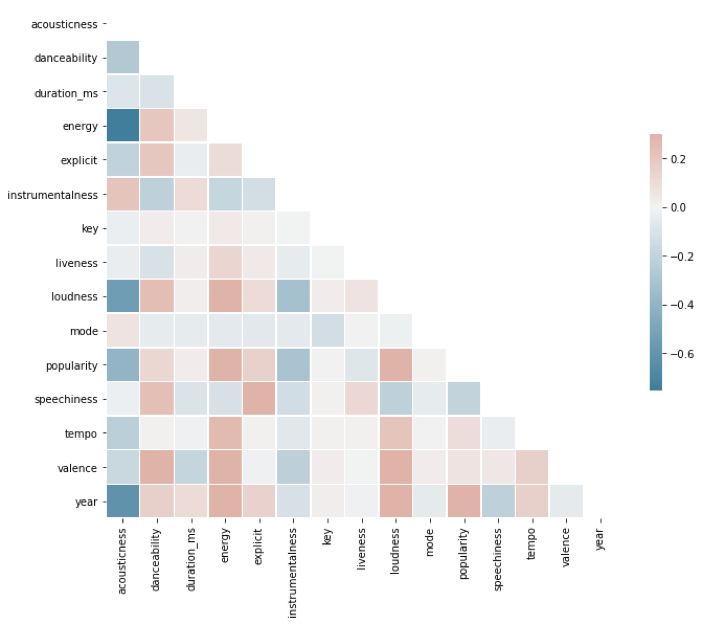 acousticness
danceability
duration_ms
energy
explicit
instrumentalness
key
liveness
loudness
mode
popularity
speechiness
tempo
valence
year
acousticness
danceability
duration_ms
energy
explicit
instrumentalness
key
liveness
loudness
mode
popularity
speechiness
tempo
valence
year
0.2
0.0
−0.2
−0.4
−0.6